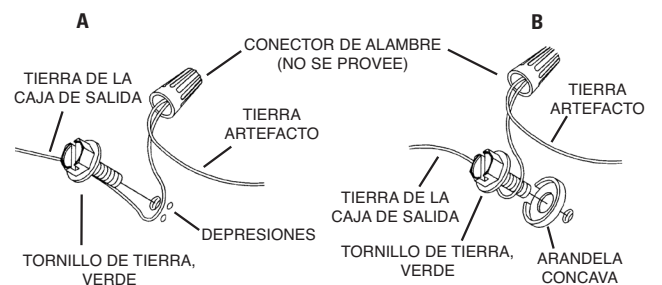 A
B
CONECTOR DE ALAMBRE
(NO SE PROVEE)
TIERRA DE LA
CAJA DE SALIDA
TIERRA
ARTEFACTO
DEPRESIONES
TORNILLO DE TIERRA,
VERDE
TIERRA
ARTEFACTO
TIERRA DE LA
CAJA DE SALIDA
TORNILLO DE TIERRA,
VERDE
ARANDELA
CONCAVA